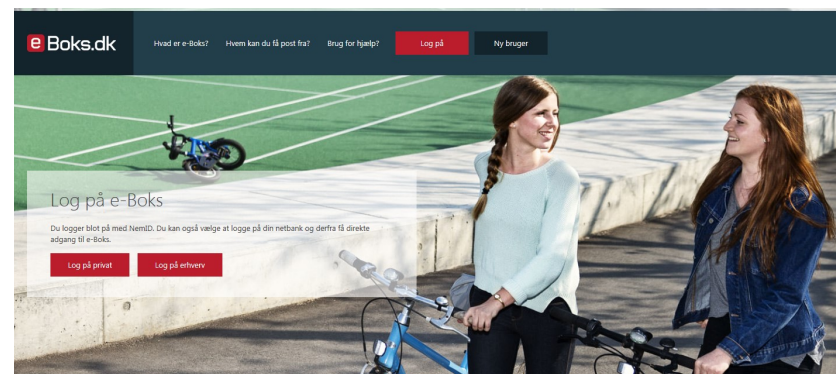 e Boks.dk
Hvad er e-Boks? Hvem kan du få post fra? Brug for hjælp? Log på Ny bruger
Log på e-Boks
Du logger blot på med NemID. Du kan også vælge at logge på din netbank og derfra få direkte
adgang til e-Boks.
Log på privat Log på erhverv